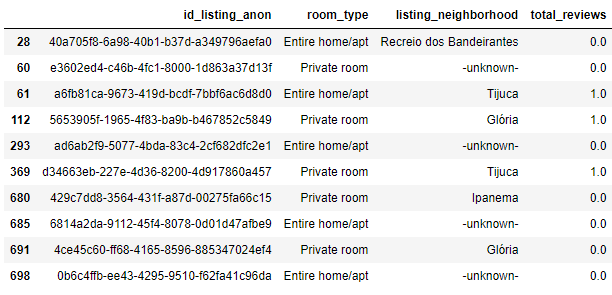 id_listing_anon room_type listing_neighborhood total_reviews
28 40a705f8-6a98-40b1-b37d-a349796aefa0 Entire home/apt Recreio dos Bandeirantes 0.0
60 e3602ed4-c46b-4fc1-8000-1d863a37d13f Private room -unknown- 0.0
61 a6fb81ca-9673-419d-bcdf-7bbf6ac6d8d0 Entire home/apt Tijuca 1.0
112 5653905f-1965-4f83-ba9b-b467852c5849 Private room Glória 1.0
293 ad6ab2f9-5077-4bda-83c4-2cf682dfc2e1 Entire home/apt -unknown- 0.0
369 d34663eb-227e-4d36-8200-4d917860a457 Private room Tijuca 1.0
680 429c7dd8-3564-431f-a87d-00275fa66c15 Private room Ipanema 0.0
685 6814a2da-9112-45f4-8078-0d01d47afbe9 Entire home/apt -unknown- 0.0
691 4ce45c60-ff68-4165-8596-885347024ef4 Private room Glória 0.0
698 0b6c4ffb-ee43-4295-9510-f62fa41c96da Entire home/apt -unknown- 0.0